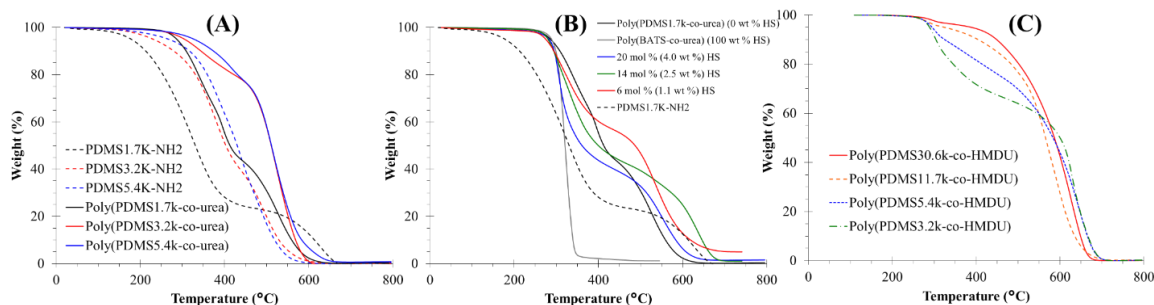 (A)
100
80
60
40
20
0
Weight (%)
PDMS1.7K-NH2
PDMS3.2K-NH2
PDMS5.4K-NH2
Poly(PDMS1.7k-co-urea)
Poly(PDMS3.2k-co-urea)
Poly(PDMS5.4k-co-urea)
0 200 400 600 800
Temperature (°C)
(B)
100
80
60
40
20
0
Weight (%)
Poly(PDMS1.7k-co-urea) (0 wt % HS)
Poly(BATS-co-urea) (100 wt % HS)
20 mol % (4.0 wt %) HS
14 mol % (2.5 wt %) HS
6 mol % (1.1 wt %) HS
PDMS1.7K-NH2
0 200 400 600 800
Temperature (°C)
(C)
100
80
60
40
20
0
Weight (%)
Poly(PDMS30.6k-co-HMDU)
Poly(PDMS11.7k-co-HMDU)
Poly(PDMS5.4k-co-HMDU)
Poly(PDMS3.2k-co-HMDU)
0 200 400 600 800
Temperature (°C)